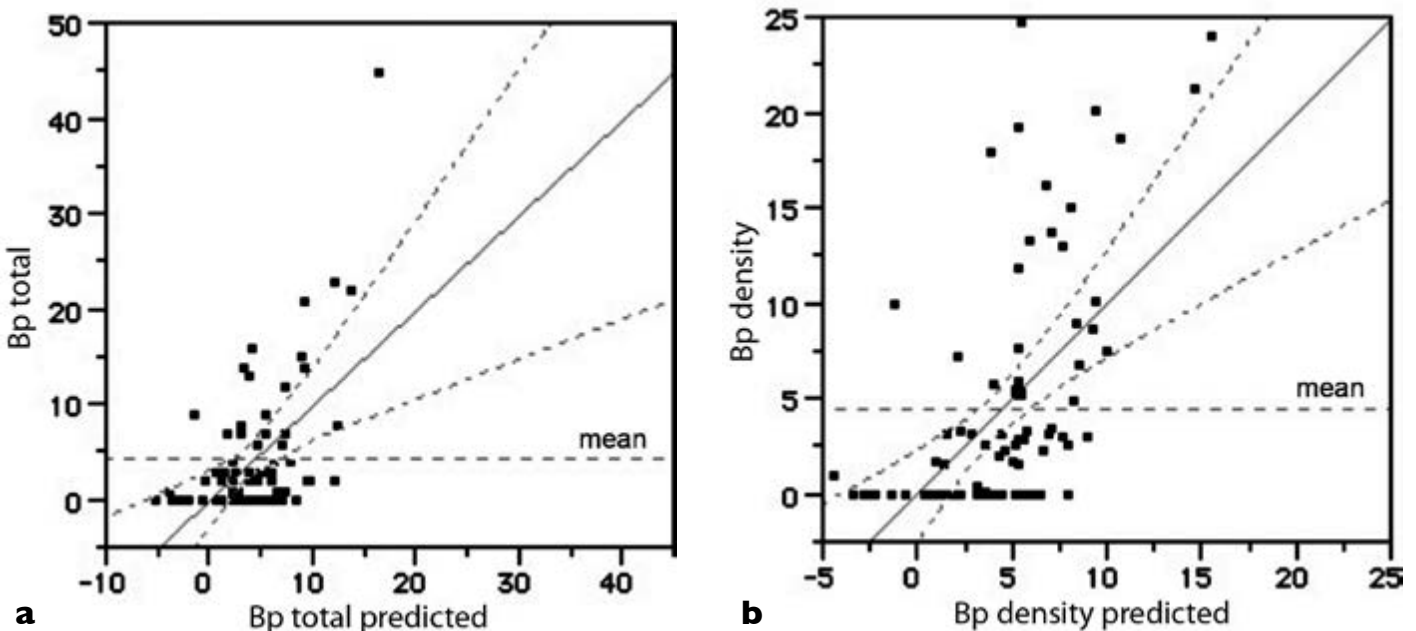 50
40
30
20
10
0
Bp total
mean
-10 0 10 20 30 40
Bp total predicted
a
25
20
15
10
5
0
Bp density
mean
-5 0 5 10 15 20 25
Bp density predicted
b